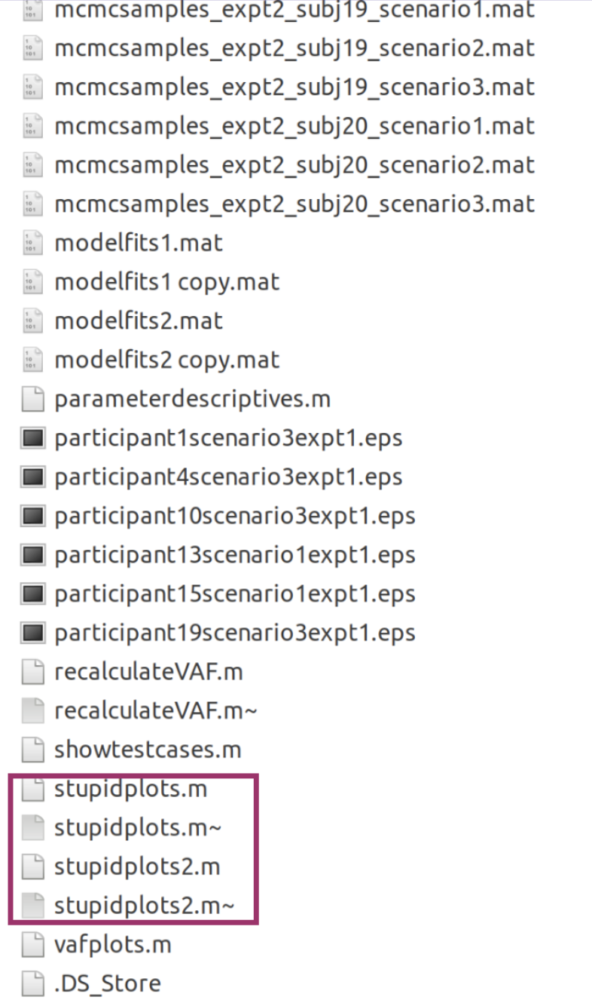 mcmcsamples_expt2_subj19_scenario1.mat
mcmcsamples_expt2_subj19_scenario2.mat
mcmcsamples_expt2_subj19_scenario3.mat
mcmcsamples_expt2_subj20_scenario1.mat
mcmcsamples_expt2_subj20_scenario2.mat
mcmcsamples_expt2_subj20_scenario3.mat
modelfits1.mat
modelfits1 copy.mat
modelfits2.mat
modelfits2 copy.mat
parameterdescriptives.m
participant1scenario3expt1.eps
participant4scenario3expt1.eps
participant10scenario3expt1.eps
participant13scenario1expt1.eps
participant15scenario1expt1.eps
participant19scenario3expt1.eps
recalculateVAF.m
recalculateVAF.m~
showtestcases.m
stupidplots.m
stupidplots.m~
stupidplots2.m
stupidplots2.m~
vafplots.m
.DS_Store